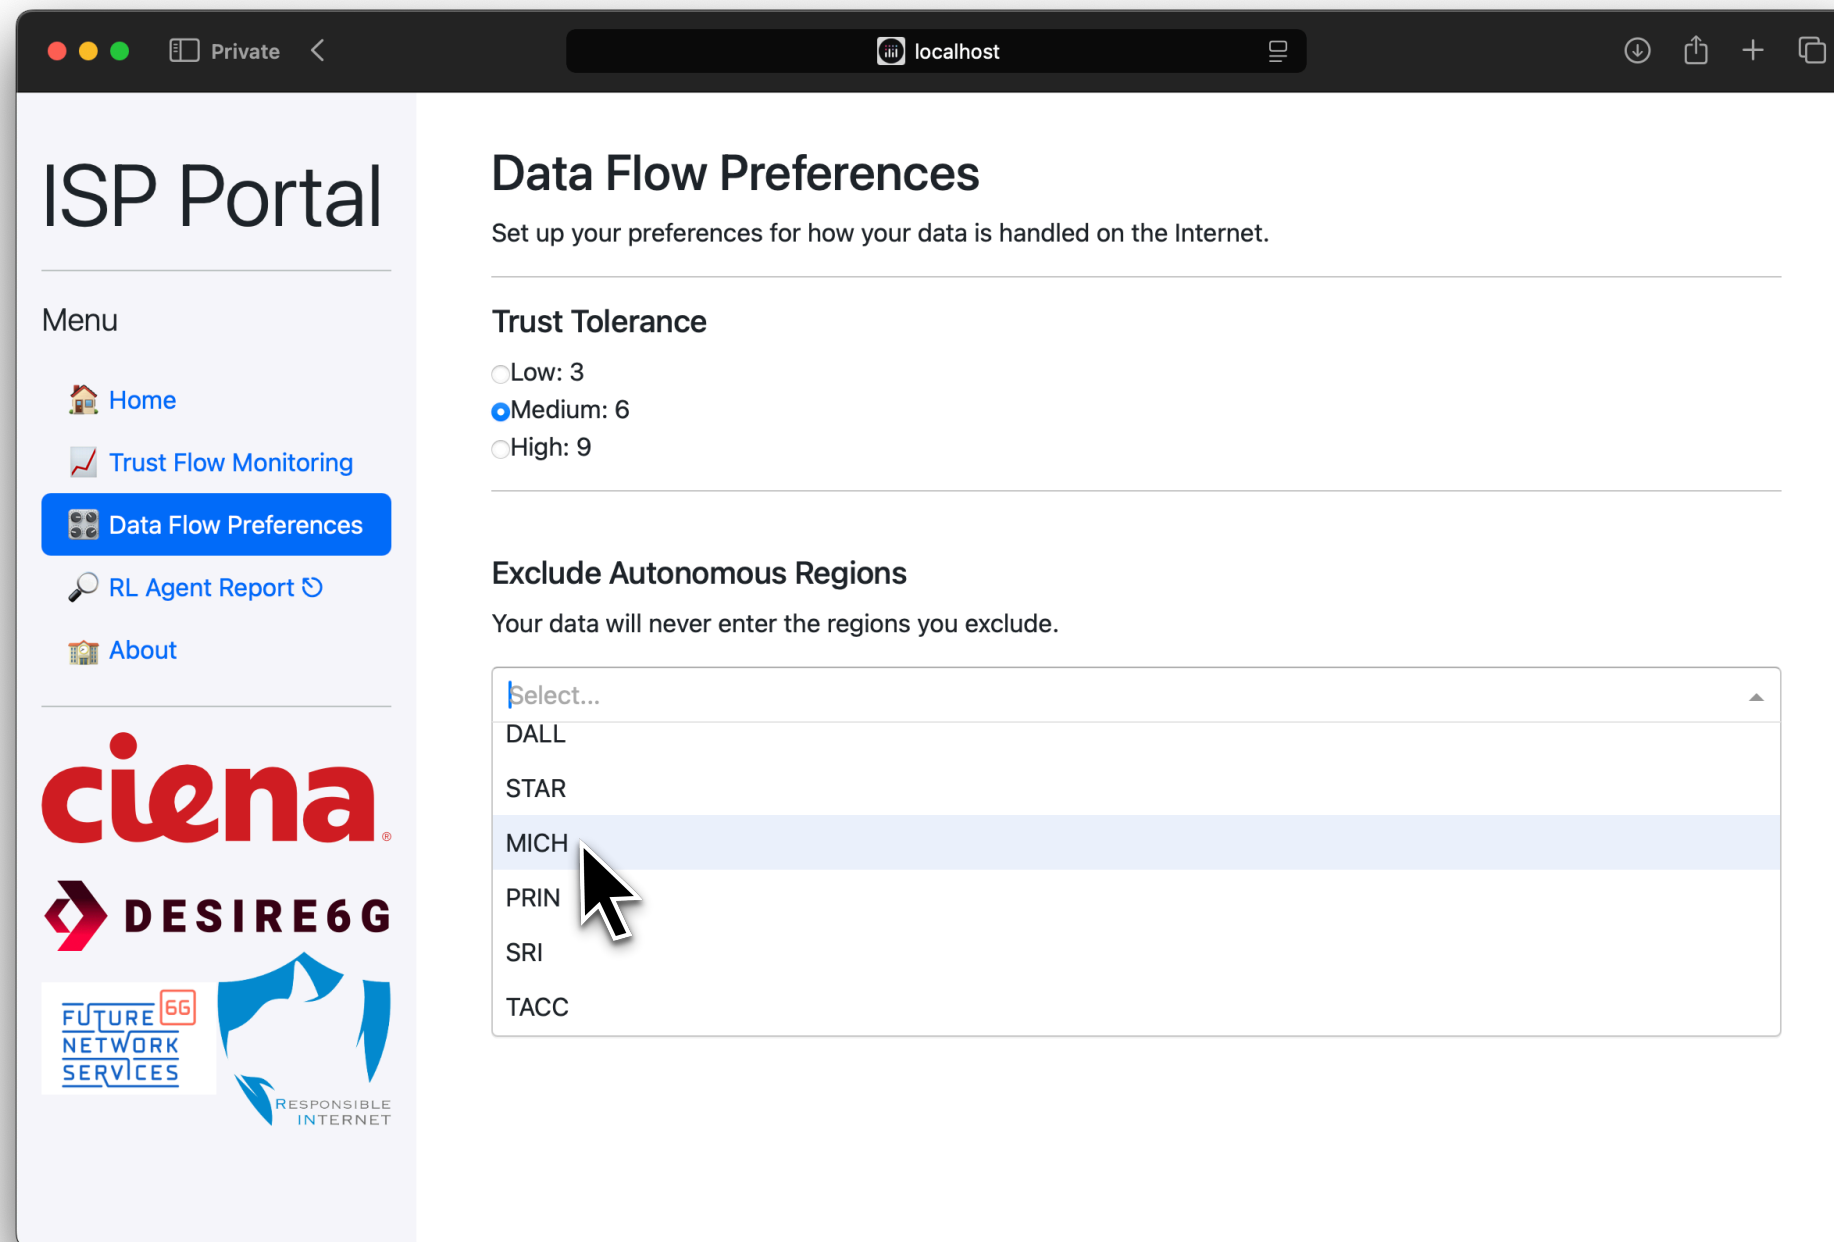 Private
localhost
ISP Portal
Menu
Home
Trust Flow Monitoring
Data Flow Preferences
RL Agent Report
About
ciena®
DESIRE6G
FUTURE 6G
NETWORK
SERVICES
RESPONSIBLE
INTERNET
Data Flow Preferences
Set up your preferences for how your data is handled on the Internet.
Trust Tolerance
Low: 3
Medium: 6
High: 9
Exclude Autonomous Regions
Your data will never enter the regions you exclude.
Select...
DALL
STAR
MICH
PRIN
SRI
TACC